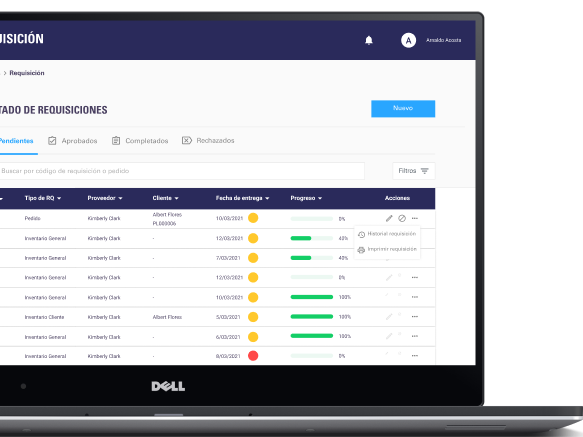 ISICIÓN
A Arnaldo Acosta
> Requisición
TADO DE REQUISICIONES
Nuevo
Pendientes Aprobados Completados Rechazados
Buscar por código de requisición o pedido
Filtros
Tipo de RQ Proveedor Cliente Fecha de entrega Progreso Acciones
Pedido Kimberly Clark Albert Flores PL000006 10/03/2021 0%
Historial requisición
Imprimir requisición
Inventario General Kimberly Clark - 12/03/2021 40%
Inventario General Kimberly Clark - 7/03/2021 40%
Inventario General Kimberly Clark - 12/03/2021 0%
Inventario General Kimberly Clark - 10/03/2021 100%
Inventario Cliente Kimberly Clark Albert Flores 5/03/2021 100%
Inventario General Kimberly Clark - 6/03/2021 100%
Inventario General Kimberly Clark - 8/03/2021 0%
DELL